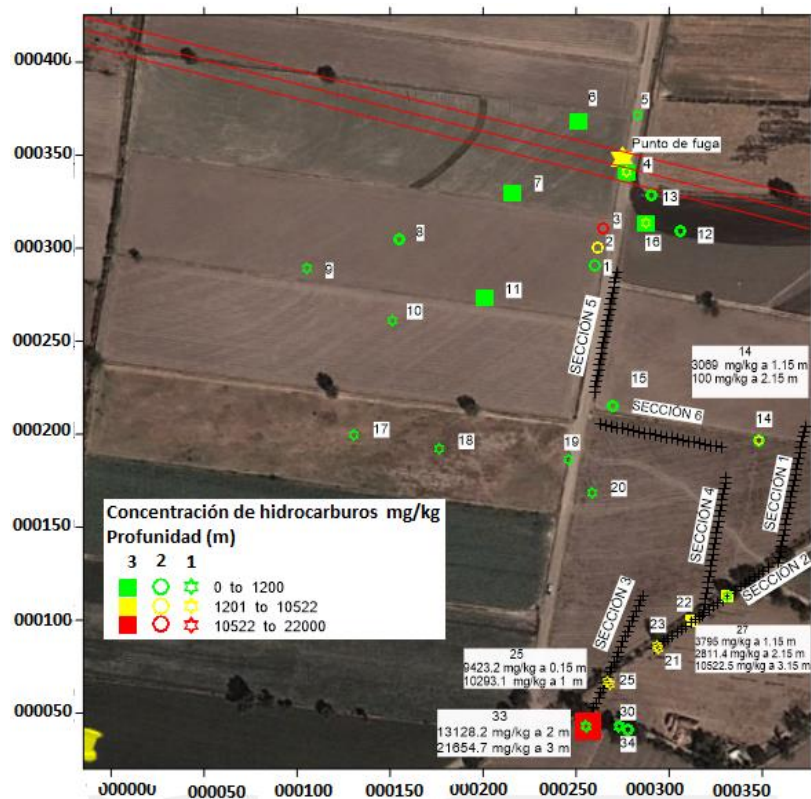 000400
000350
000300
000250
000200
000150
000100
000050
000000 000050 000100 000150 000200 000250 000300 000350
6
5
Punto de fuga
4
7
13
3
8
2
12
16
9
1
11
10
SECCIÓN 5
14
3069 mg/kg a 1.15 m
100 mg/kg a 2.15 m
15
SECCIÓN 6
14
17
18
19
20
SECCIÓN 1
SECCIÓN 4
SECCIÓN 2
SECCIÓN 3
Concentración de hidrocarburos mg/kg
Profunidad (m)
3 2 1
0 to 1200
1201 to 10522
10522 to 22000
22
23
21
27
3795 mg/kg a 1.15 m
2811.4 mg/kg a 2.15 m
10522.5 mg/kg a 3.15 m
25
9423.2 mg/kg a 0.15 m
10293.1 mg/kg a 1 m
25
33
13128.2 mg/kg a 2 m
21654.7 mg/kg a 3 m
30
34